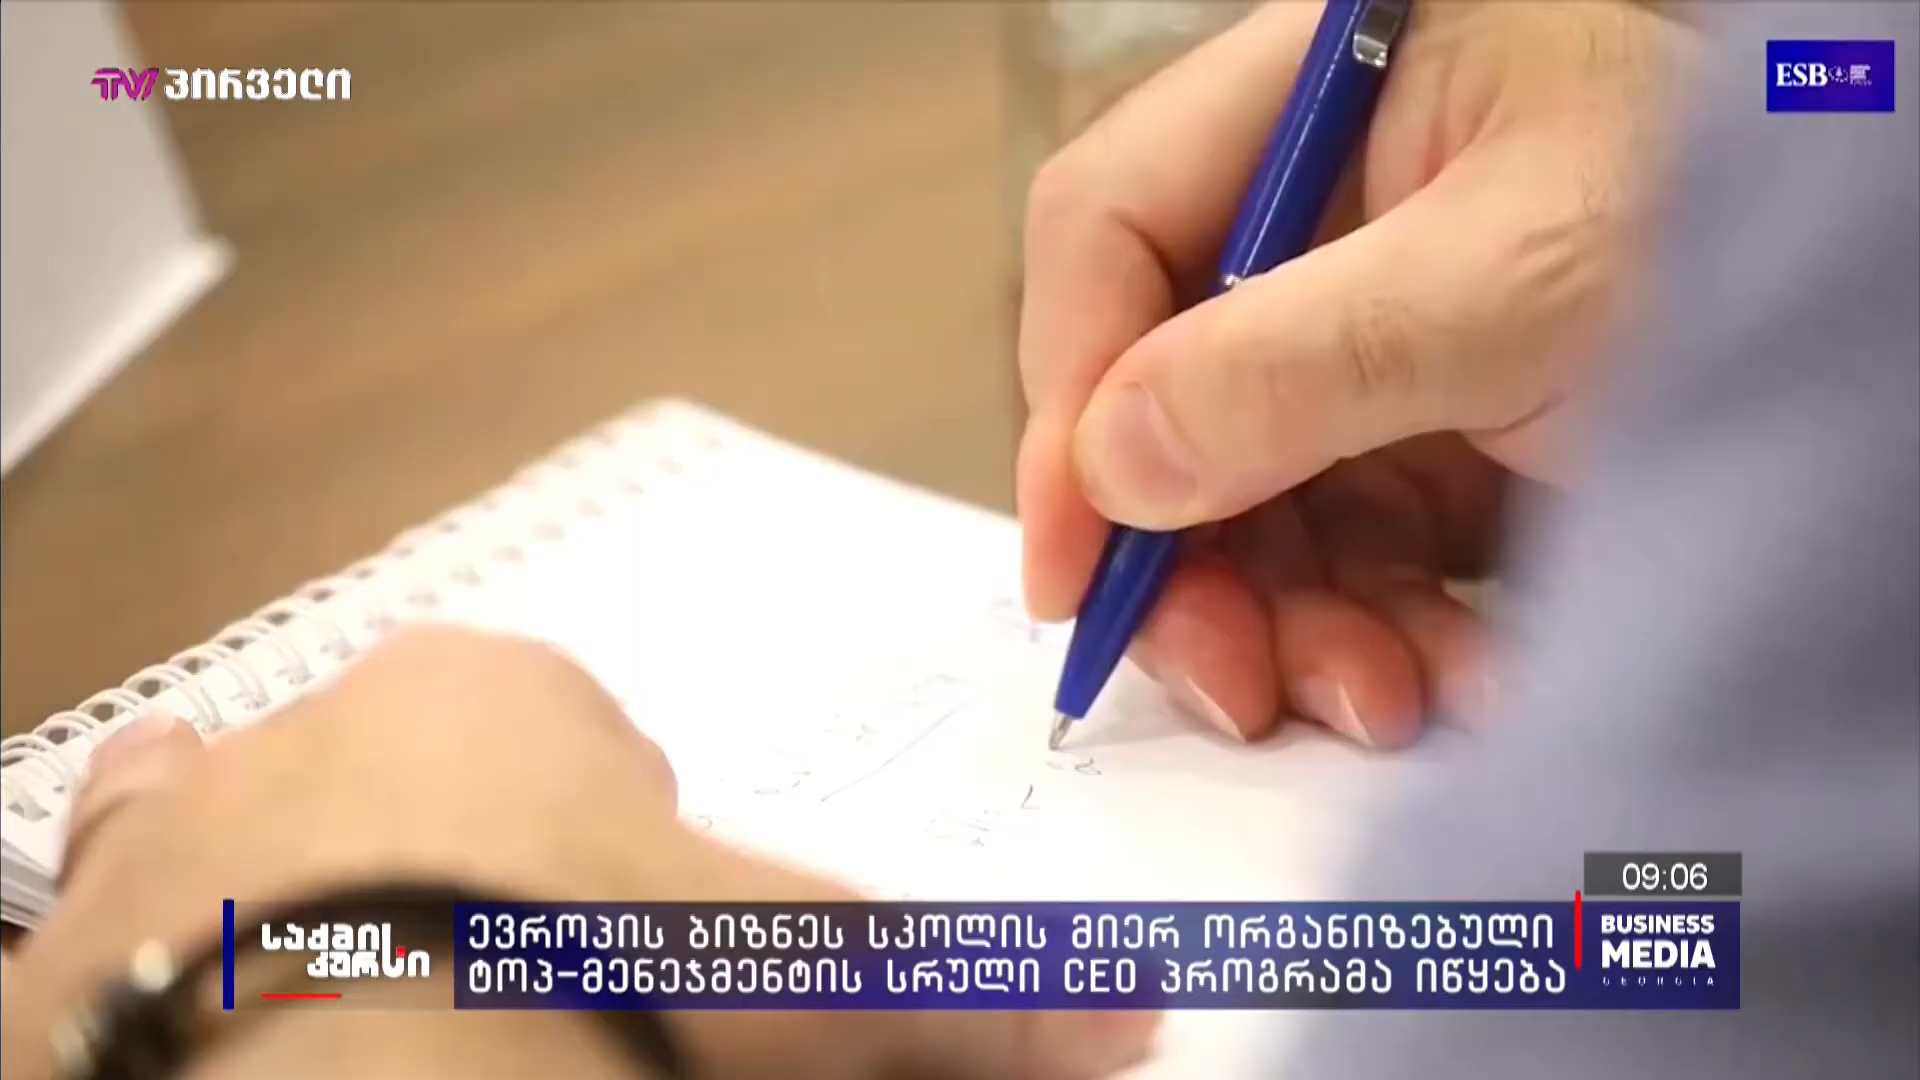 TV პირველი
ESB
09:06
საქმის
კურსი
ევროპის ბიზნეს სკოლის მიერ ორგანიზებული
ტოპ-მენეჯმენტის სრული CEO პროგრამა იწყება
BUSINESS
MEDIA
GEORGIA